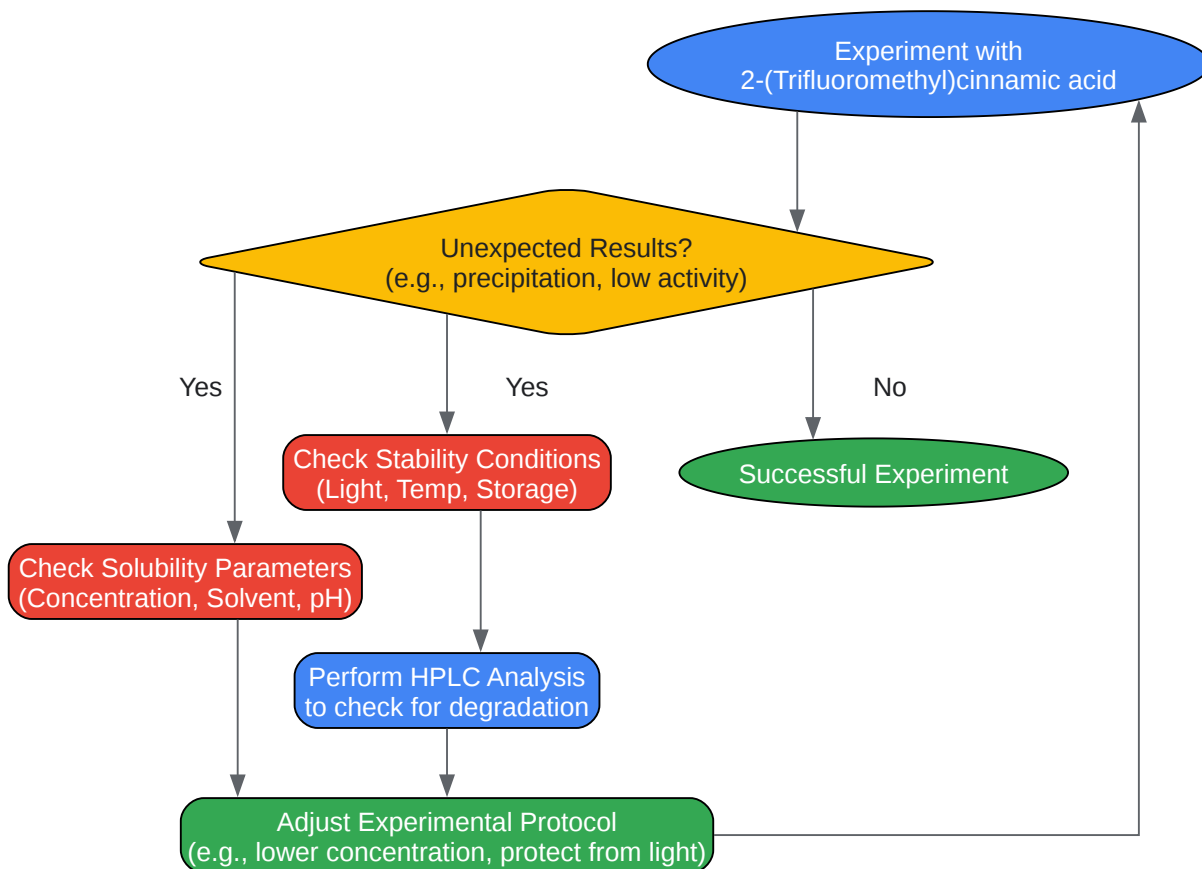 Experiment with
2-(Trifluoromethyl)cinnamic acid
Unexpected Results?
(e.g., precipitation, low activity)
Yes
Yes
No
Check Stability Conditions
(Light, Temp, Storage)
Successful Experiment
Check Solubility Parameters
(Concentration, Solvent, pH)
Perform HPLC Analysis
to check for degradation
Adjust Experimental Protocol
(e.g., lower concentration, protect from light)